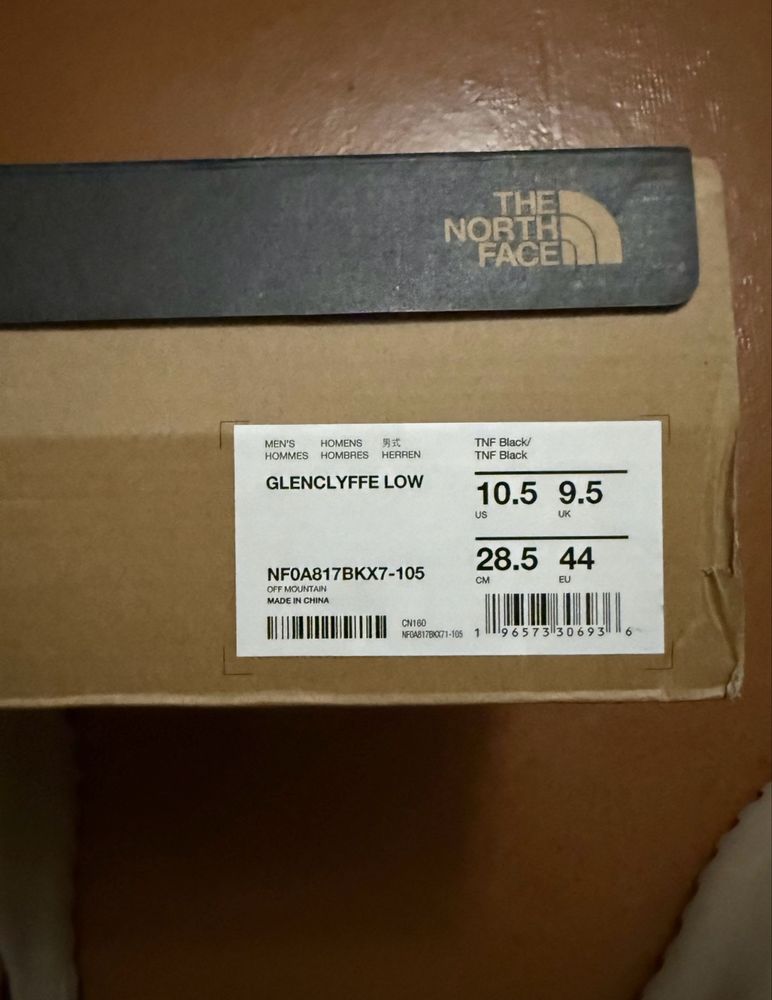 THE
NORTH
FACE
MEN'S HOMENS 男式
HOMMES HOMBRES HERREN
GLENCLYFFE LOW
TNF Black/
TNF Black
10.5 9.5
US UK
28.5 44
CM EU
NF0A817BKX7-105
OFF MOUNTAIN
MADE IN CHINA
CN160
NF0A817BKX71-105
1 96573 30693 6